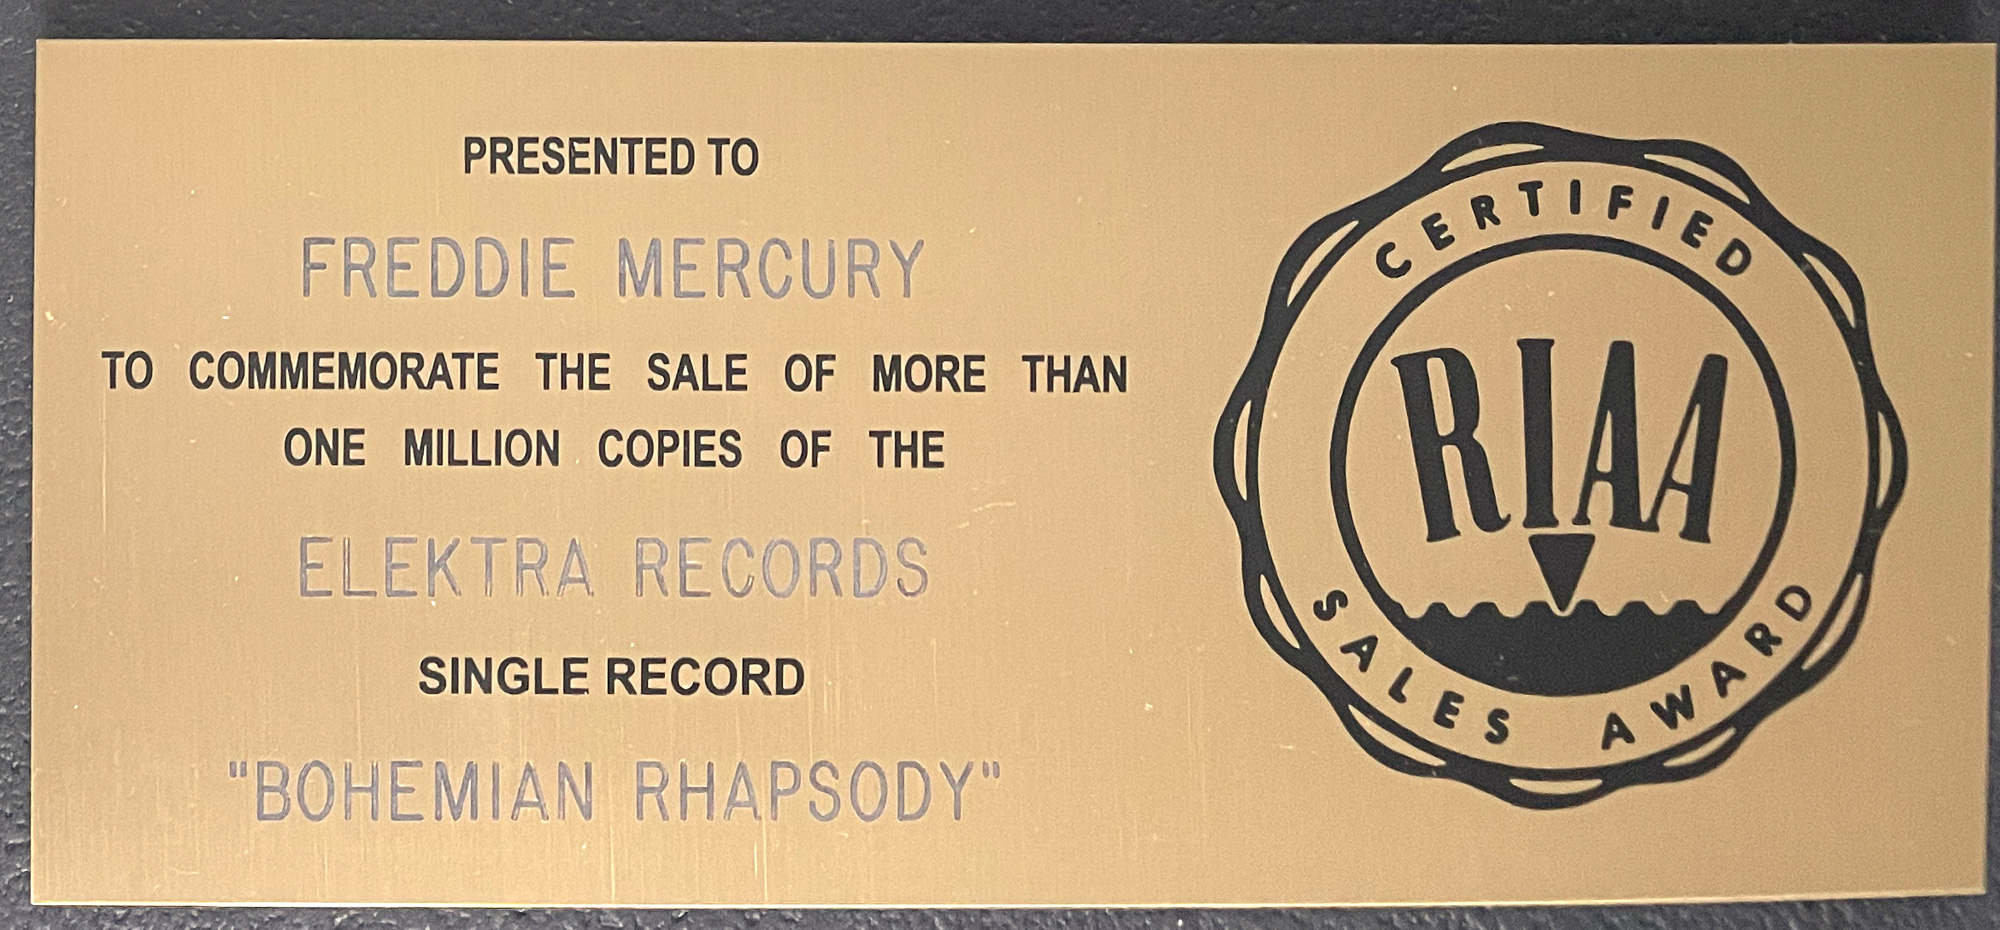 PRESENTED TO
FREDDIE MERCURY
TO COMMEMORATE THE SALE OF MORE THAN
ONE MILLION COPIES OF THE
ELEKTRA RECORDS
SINGLE RECORD
"BOHEMIAN RHAPSODY"
CERTIFIED
RIAA
SALES AWARD